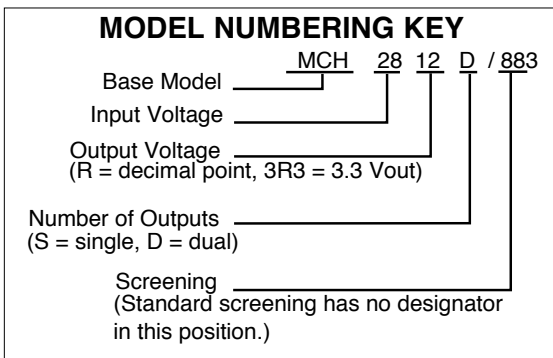 MODEL NUMBERING KEY
MCH 28 12 D / 883
Base Model
Input Voltage
Output Voltage
(R = decimal point, 3R3 = 3.3 Vout)
Number of Outputs
(S = single, D = dual)
Screening
(Standard screening has no designator
in this position.)